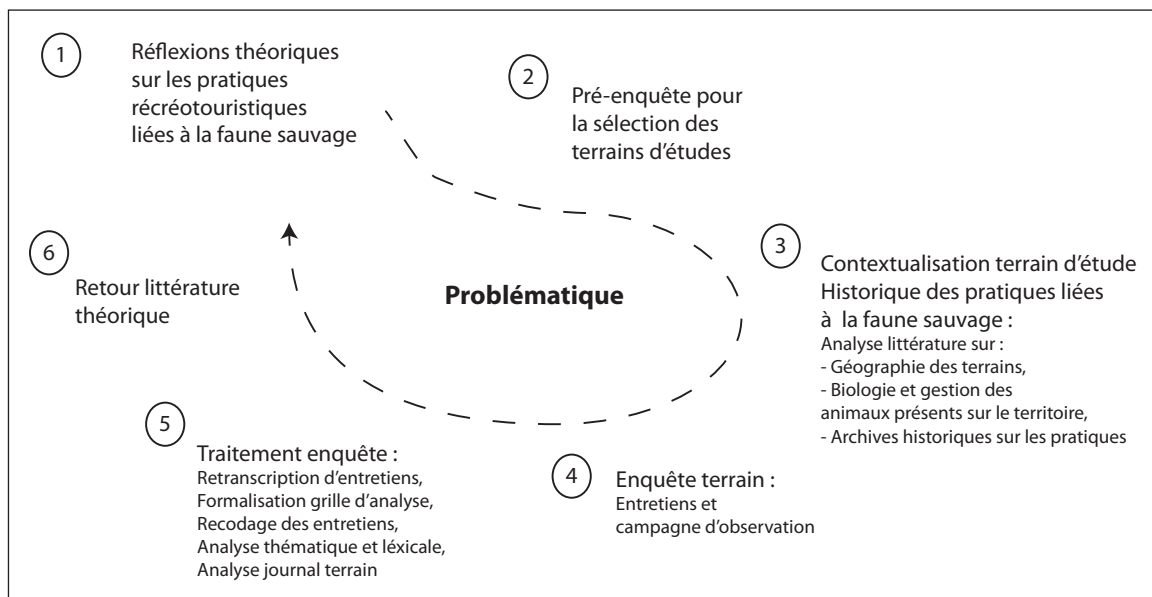 1
Réflexions théoriques
sur les pratiques
récréotouristiques
liées à la faune sauvage
2
Pré-enquête pour
la sélection des
terrains d'études
3
Contextualisation terrain d'étude
Historique des pratiques liées
à la faune sauvage :
Analyse littérature sur :
- Géographie des terrains,
- Biologie et gestion des
animaux présents sur le territoire,
- Archives historiques sur les pratiques
Problématique
4
Enquête terrain :
Entretiens et
campagne d'observation
5
Traitement enquête :
Retranscription d'entretiens,
Formalisation grille d'analyse,
Recodage des entretiens,
Analyse thématique et léxicale,
Analyse journal terrain
6
Retour littérature
théorique